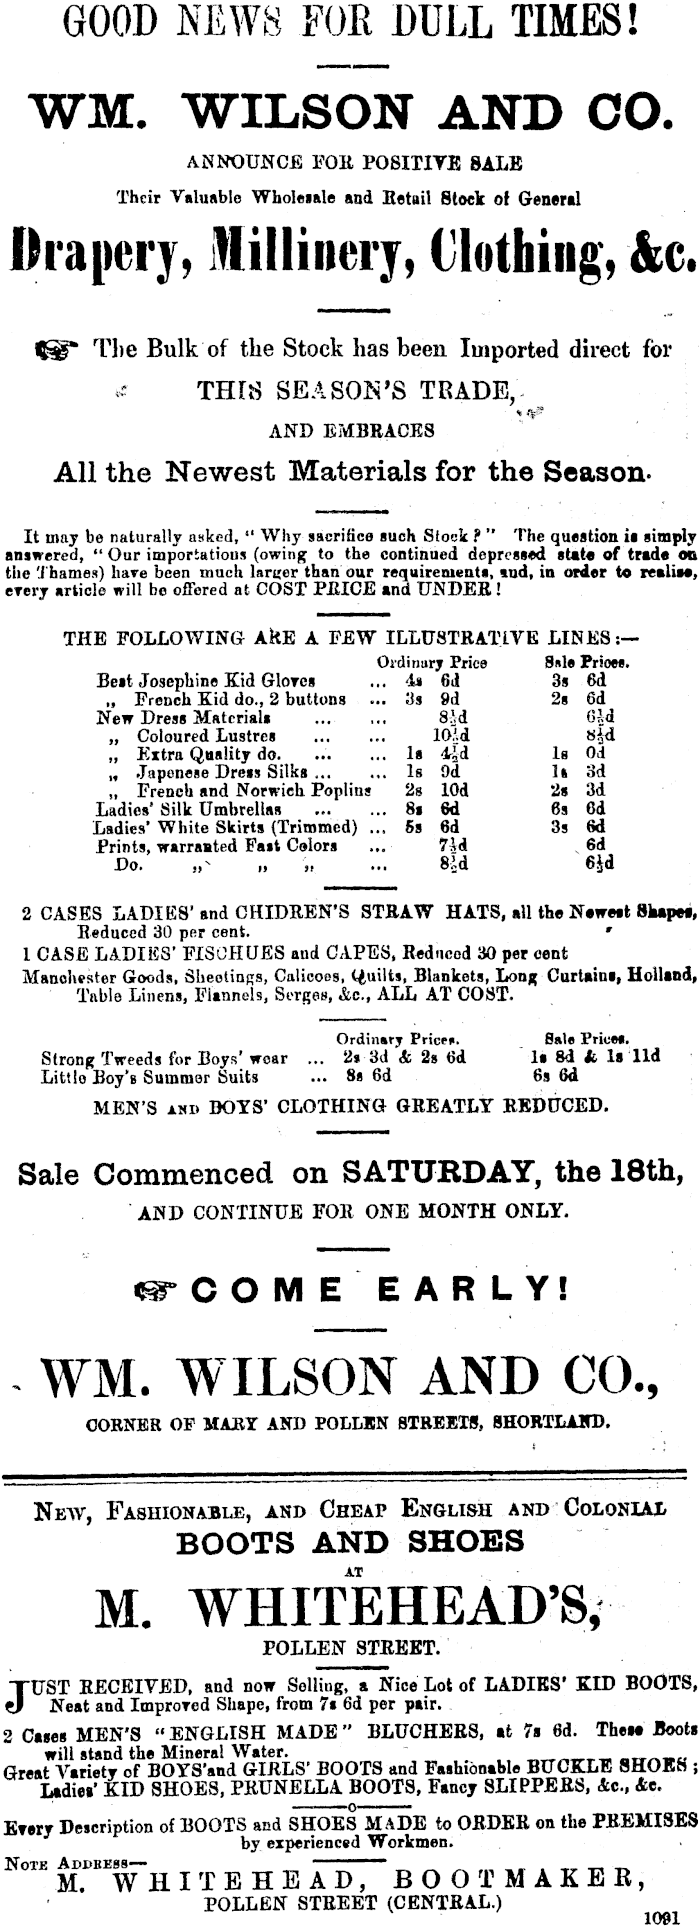 GOOD NEWS FOR DULL TIMES!
WM. WILSON AND CO.
ANNOUNCE FOR POSITIVE SALE
Their Valuable Wholesale and Retail Stock of General
Drapery, Millinery, Clothing, &c.
☞ The Bulk of the Stock has been Imported direct for
THIS SEASON'S TRADE,
AND EMBRACES
All the Newest Materials for the Season.
It may be naturally asked, "Why sacrifice such Stock?" The question is simply
answered, "Our importations (owing to the continued depressed state of trade on
the Thames) have been much larger than our requirements, and, in order to realise,
every article will be offered at COST PRICE and UNDER!
THE FOLLOWING ARE A FEW ILLUSTRATIVE LINES:—
Ordinary Price Sale Prices.
Best Josephine Kid Gloves ... 4s 6d 3s 6d
„ French Kid do., 2 buttons ... 3s 9d 2s 6d
New Dress Materials ... ... 8½d 6½d
„ Coloured Lustres ... ... 10½d 8½d
„ Extra Quality do. ... ... 1s 4½d 1s 0d
„ Japenese Dress Silks ... ... 1s 9d 1s 3d
„ French and Norwich Poplins 2s 10d 2s 3d
Ladies' Silk Umbrellas ... ... 8s 6d 6s 6d
Ladies' White Skirts (Trimmed) ... 5s 6d 3s 6d
Prints, warranted Fast Colors ... 7½d 6d
Do. „ „ „ ... 8½d 6½d
2 CASES LADIES' and CHIDREN'S STRAW HATS, all the Newest Shapes,
Reduced 30 per cent.
1 CASE LADIES' FISCHUES and CAPES, Reduced 30 per cent
Manchester Goods, Sheetings, Calicoes, Quilts, Blankets, Long Curtains, Holland,
Table Linens, Flannels, Serges, &c., ALL AT COST.
Ordinary Prices. Sale Prices.
Strong Tweeds for Boys' wear ... 2s 3d & 2s 6d 1s 8d & 1s 11d
Little Boy's Summer Suits ... 8s 6d 6s 6d
MEN'S AND BOYS' CLOTHING GREATLY REDUCED.
Sale Commenced on SATURDAY, the 18th,
AND CONTINUE FOR ONE MONTH ONLY.
☞ COME EARLY!
WM. WILSON AND CO.,
CORNER OF MARY AND POLLEN STREETS, SHORTLAND.
NEW, FASHIONABLE, AND CHEAP ENGLISH AND COLONIAL
BOOTS AND SHOES
AT
M. WHITEHEAD'S,
POLLEN STREET.
JUST RECEIVED, and now Selling, a Nice Lot of LADIES' KID BOOTS,
Neat and Improved Shape, from 7s 6d per pair.
2 Cases MEN'S "ENGLISH MADE" BLUCHERS, at 7s 6d. These Boots
will stand the Mineral Water.
Great Variety of BOYS' and GIRLS' BOOTS and Fashionable BUCKLE SHOES;
Ladies' KID SHOES, PRUNELLA BOOTS, Fancy SLIPPERS, &c., &c.
Every Description of BOOTS and SHOES MADE to ORDER on the PREMISES
by experienced Workmen.
NOTE ADDRESS—
M. WHITEHEAD, BOOTMAKER,
POLLEN STREET (CENTRAL.)
1091